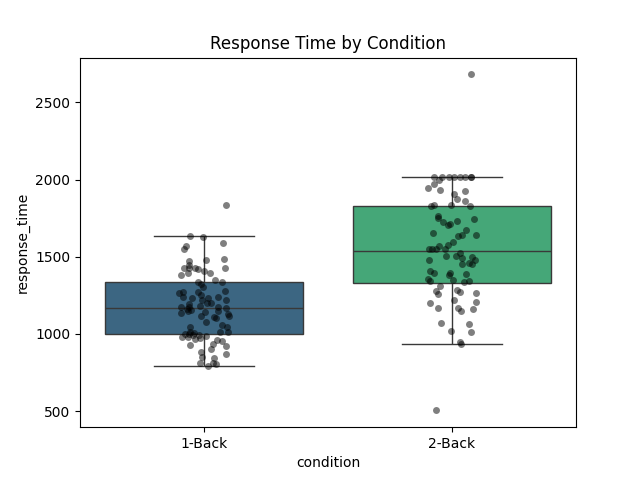 Response Time by Condition
2500
2000
1500
1000
500
response_time
1-Back
2-Back
condition